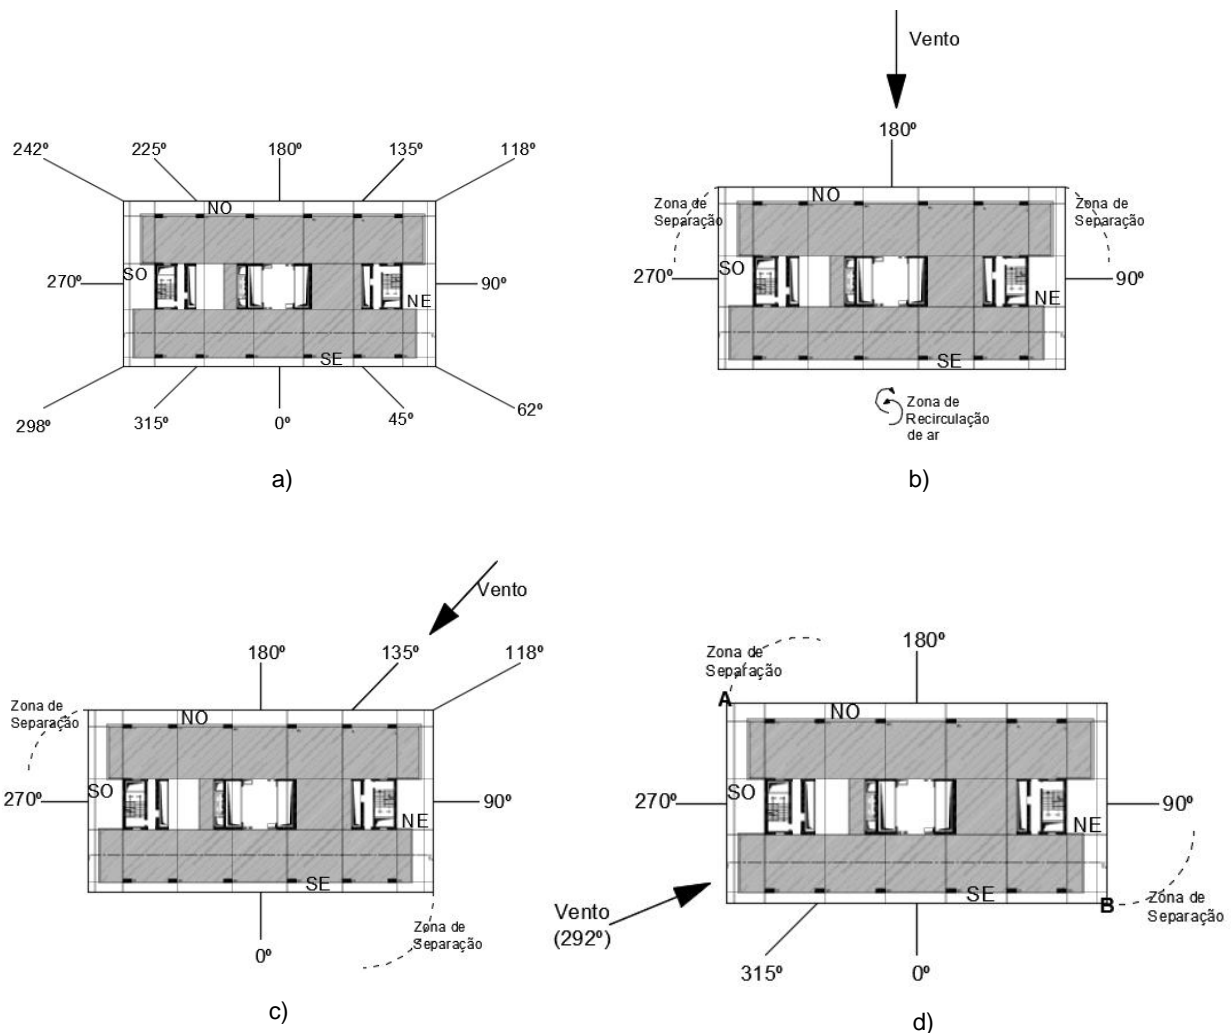 242º
225º
180º
135º
118º
NO
SO
270º
90º
NE
SE
298º
315º
0º
45º
62º
a)
Vento
180º
NO
Zona de
Separação
Zona de
Separação
SO
270º
90º
NE
SE
Zona de
Recirculação
de ar
b)
Vento
180º
135º
118º
Zona de
Separação
NO
SO
270º
90º
NE
SE
Zona de
Separação
0º
c)
180º
Zona de
Separação
A
NO
SO
270º
90º
NE
SE
B
Zona de
Separação
Vento
(292º)
315º
0º
d)